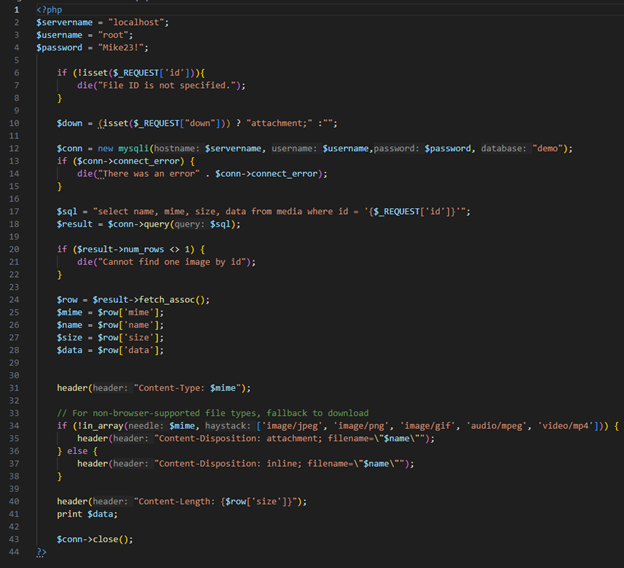 1 <?php
2 $servername = "localhost";
3 $username = "root";
4 $password = "Mike23!";
5
6 if (!isset($_REQUEST['id'])){
7 die("File ID is not specified.");
8 }
9
10 $down = (isset($_REQUEST["down"])) ? "attachment;" :"";
11
12 $conn = new mysqli(hostname: $servername, username: $username,password: $password, database: "demo");
13 if ($conn->connect_error) {
14 die("There was an error" . $conn->connect_error);
15 }
16
17 $sql = "select name, mime, size, data from media where id = '{$_REQUEST['id']}'";
18 $result = $conn->query(query: $sql);
19
20 if ($result->num_rows <> 1) {
21 die("Cannot find one image by id");
22 }
23
24 $row = $result->fetch_assoc();
25 $mime = $row['mime'];
26 $name = $row['name'];
27 $size = $row['size'];
28 $data = $row['data'];
29
30
31 header(header: "Content-Type: $mime");
32
33 // For non-browser-supported file types, fallback to download
34 if (!in_array(needle: $mime, haystack: ['image/jpeg', 'image/png', 'image/gif', 'audio/mpeg', 'video/mp4'])) {
35 header(header: "Content-Disposition: attachment; filename=\"$name\"");
36 } else {
37 header(header: "Content-Disposition: inline; filename=\"$name\"");
38 }
39
40 header(header: "Content-Length: {$row['size']}");
41 print $data;
42
43 $conn->close();
44 ?>